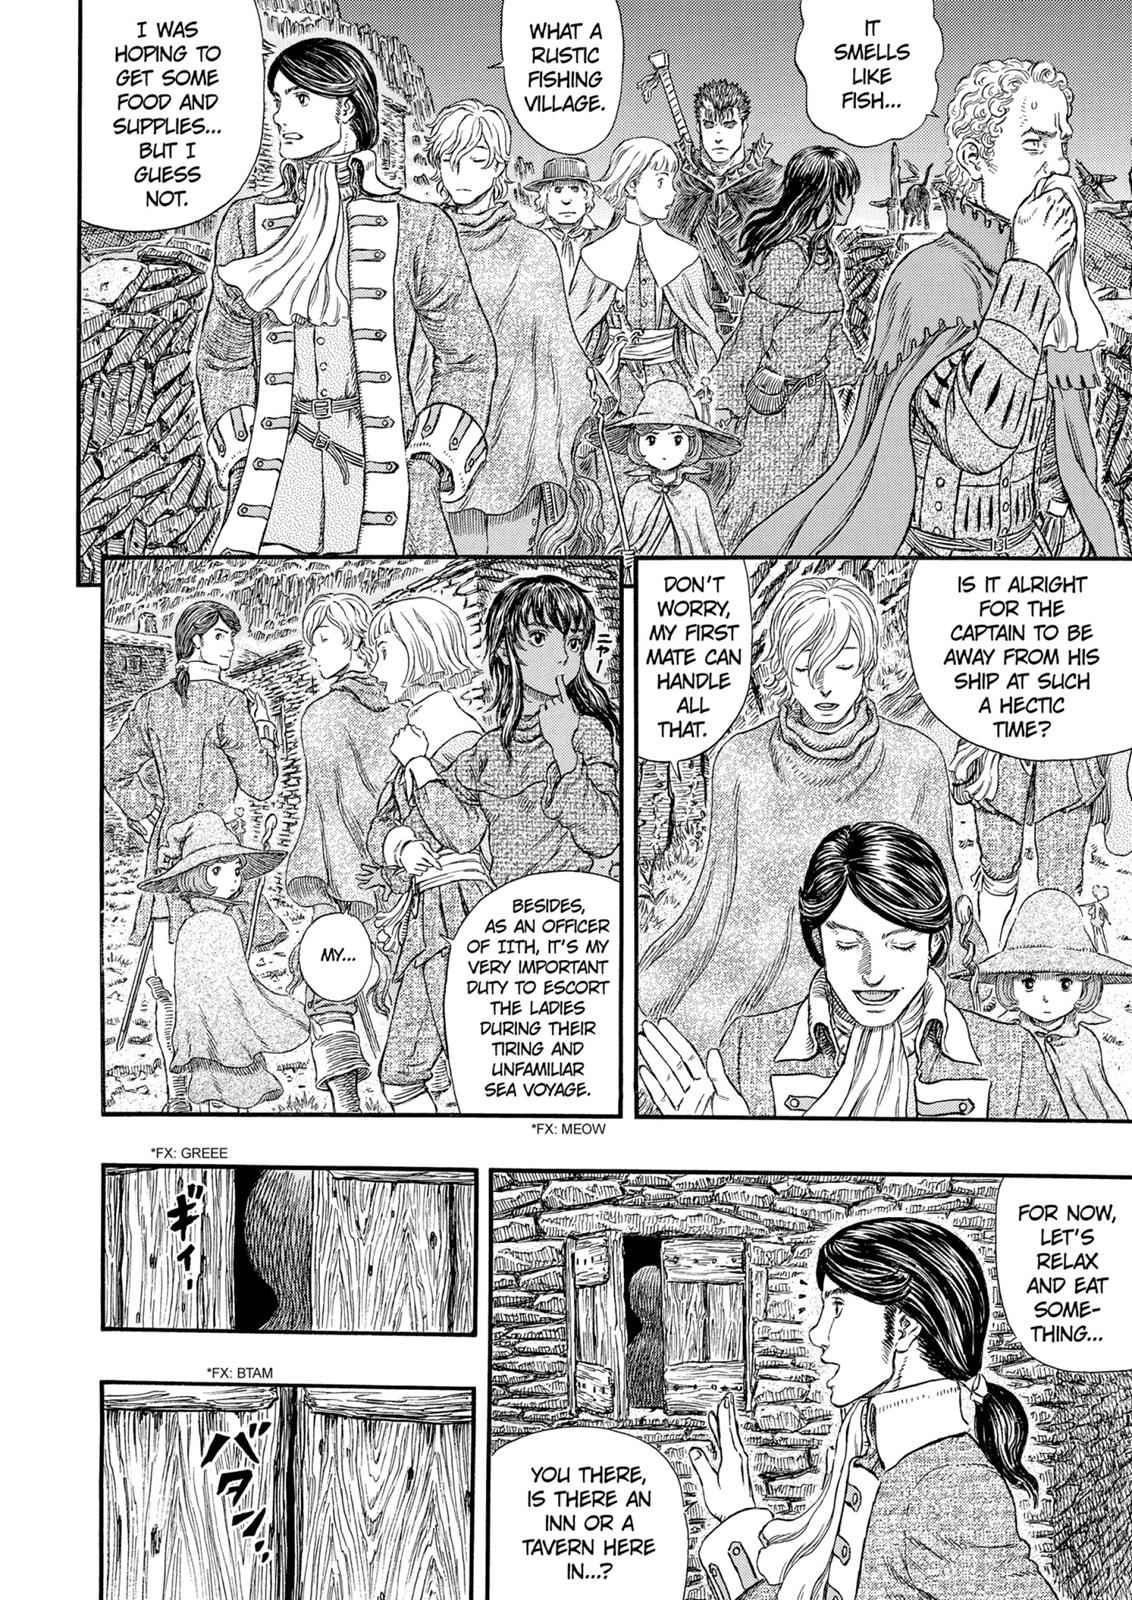 IT
SMELLS
LIKE
FISH...
WHAT A
RUSTIC
FISHING
VILLAGE.
I WAS
HOPING TO
GET SOME
FOOD AND
SUPPLIES...
BUT I
GUESS
NOT.
IS IT ALRIGHT
FOR THE
CAPTAIN TO BE
AWAY FROM HIS
SHIP AT SUCH
A HECTIC
TIME?
DON'T
WORRY,
MY FIRST
MATE CAN
HANDLE
ALL
THAT.
ニャー
BESIDES,
AS AN OFFICER
OF IITH, IT'S MY
VERY IMPORTANT
DUTY TO ESCORT
THE LADIES
DURING THEIR
TIRING AND
UNFAMILIAR
SEA VOYAGE.
MY...
*FX: MEOW
FOR NOW,
LET'S
RELAX
AND EAT
SOME-
THING...
YOU THERE,
IS THERE AN
INN OR A
TAVERN HERE
IN...?
*FX: GREEE
ギィ
*FX: BTAM
バタン